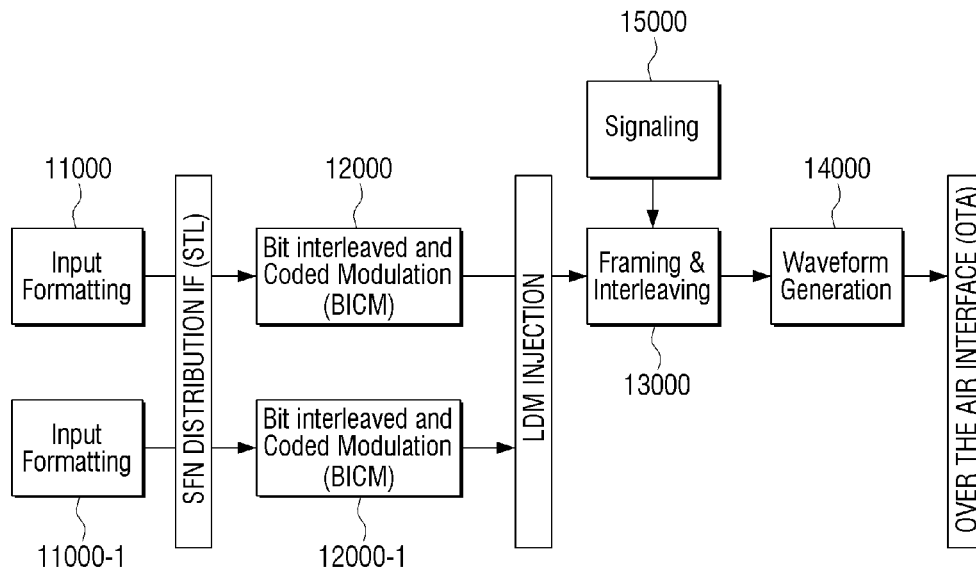 15000
Signaling
11000
12000
14000
Input
Formatting
SFN DISTRIBUTION IF (STL)
Bit interleaved and
Coded Modulation
(BICM)
LDM INJECTION
Framing &
Interleaving
Waveform
Generation
OVER THE AIR INTERFACE (OTA)
13000
Input
Formatting
Bit interleaved and
Coded Modulation
(BICM)
11000-1
12000-1